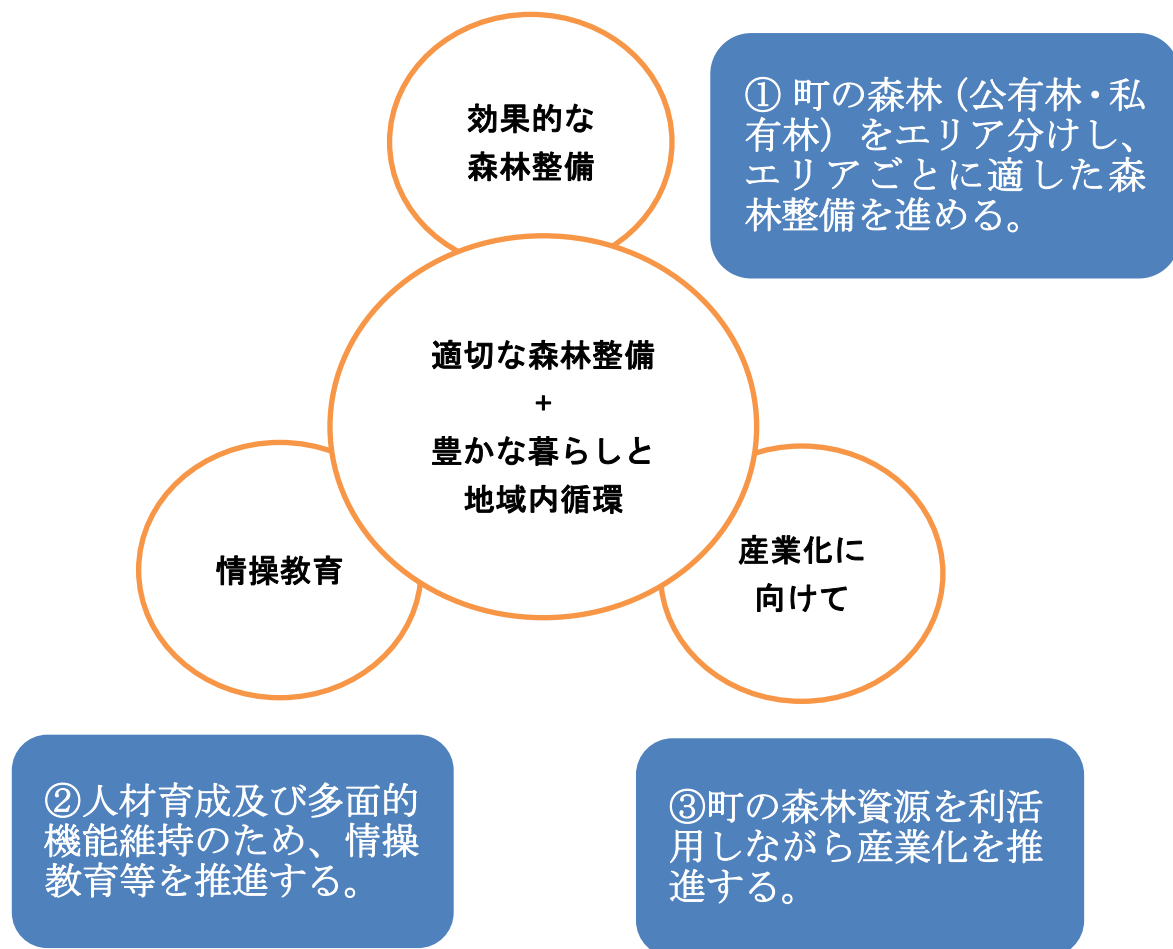 効果的な
森林整備
① 町の森林（公有林・私
有林）をエリア分けし、
エリアごとに適した森
林整備を進める。
適切な森林整備
+
豊かな暮らしと
地域内循環
情操教育
産業化に
向けて
②人材育成及び多面的
機能維持のため、情操
教育等を推進する。
③町の森林資源を利活
用しながら産業化を推
進する。